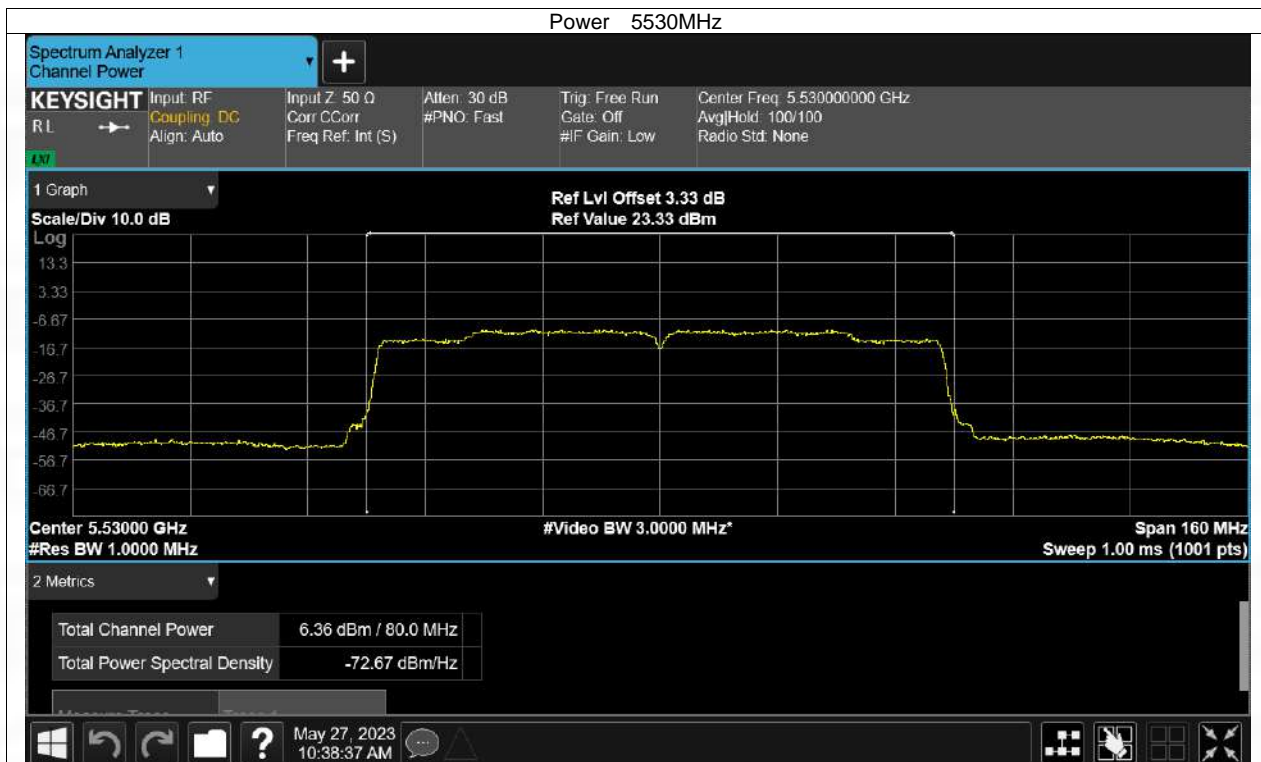 Power 5530MHz
Spectrum Analyzer 1
Channel Power
KEYSIGHT Input: RF Input Z: 50 Ω Atten: 30 dB Trig: Free Run Center Freq: 5.530000000 GHz
RL Coupling: DC Corr CCorr #PNO: Fast Gate: Off Avg|Hold: 100/100
Align: Auto Freq Ref: Int (S) #IF Gain: Low Radio Std: None
LXI
1 Graph
Ref Lvl Offset 3.33 dB
Scale/Div 10.0 dB Ref Value 23.33 dBm
Log
13.3
3.33
-6.67
-16.7
-26.7
-36.7
-46.7
-56.7
-66.7
Center 5.53000 GHz #Video BW 3.0000 MHz* Span 160 MHz
#Res BW 1.0000 MHz Sweep 1.00 ms (1001 pts)
2 Metrics
Total Channel Power 6.36 dBm / 80.0 MHz
Total Power Spectral Density -72.67 dBm/Hz
? May 27, 2023
10:38:37 AM